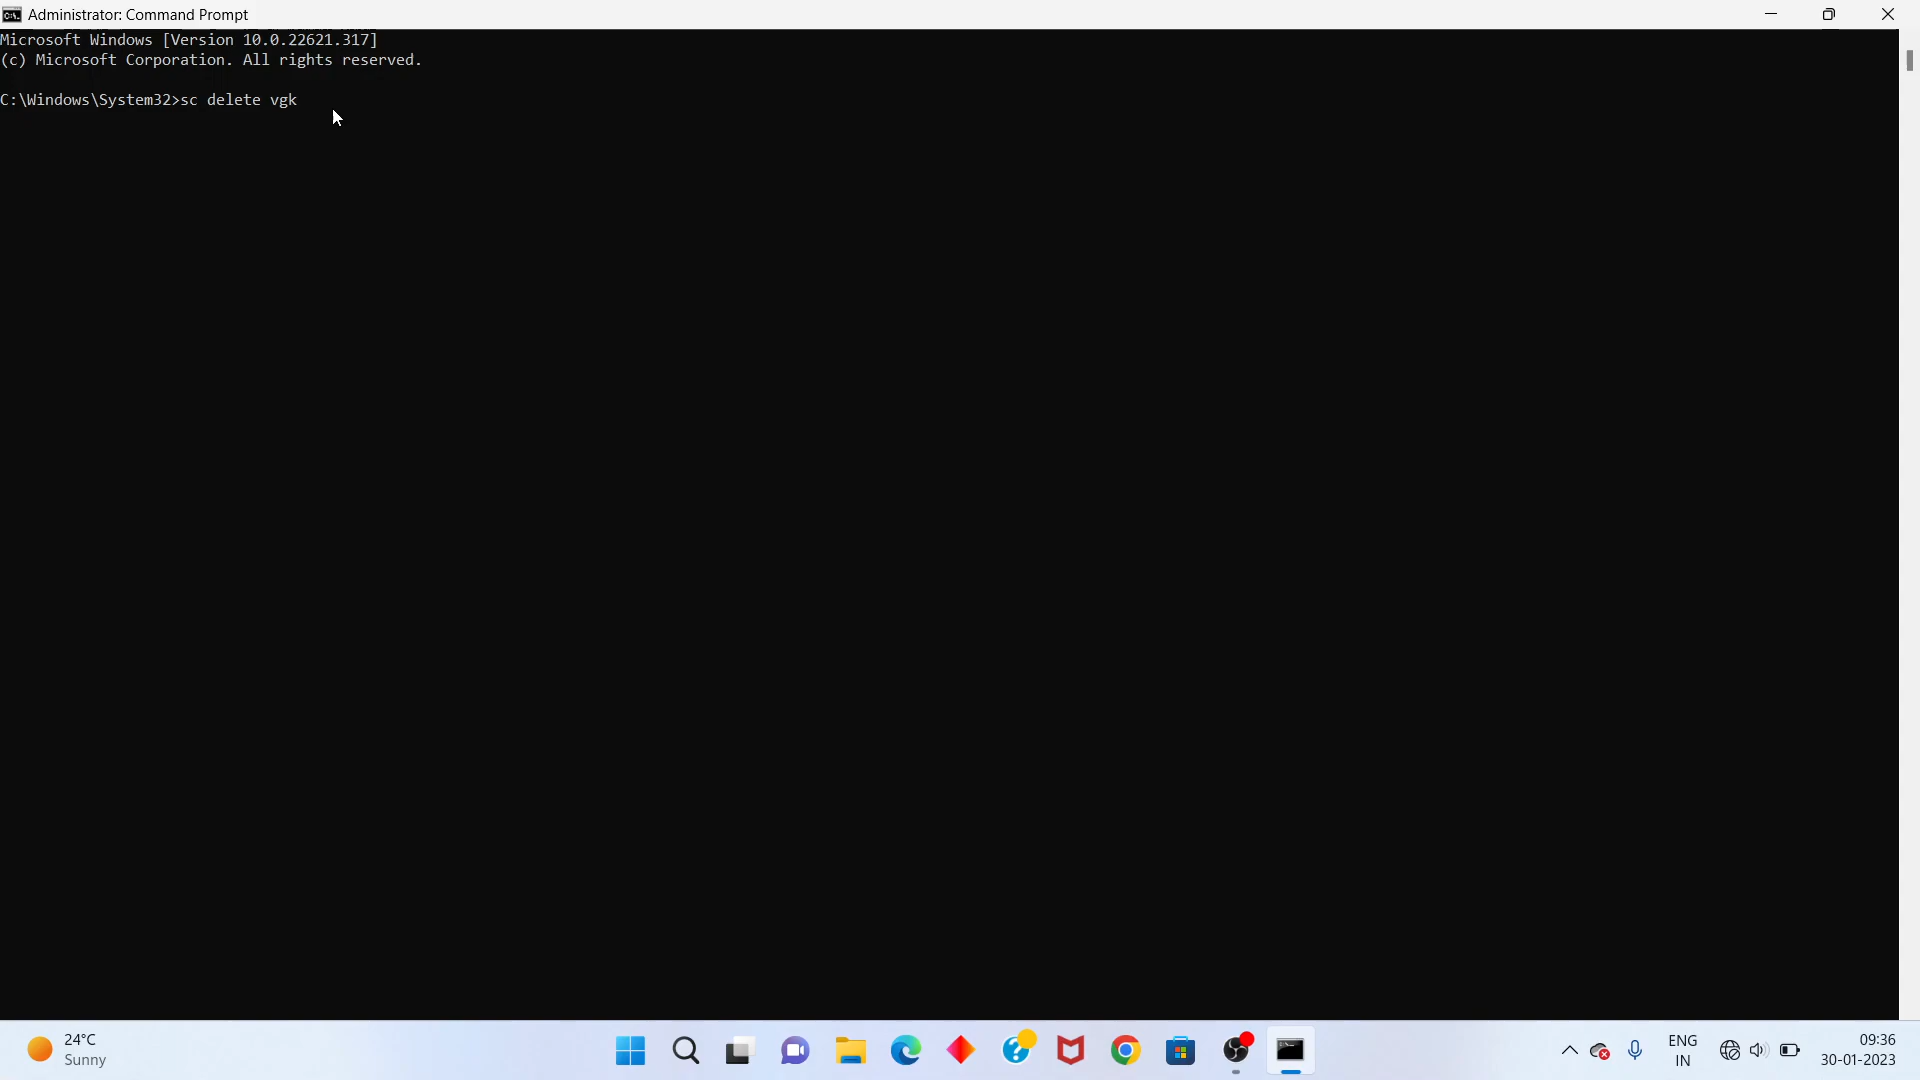 Administrator: Command Prompt
Microsoft Windows [Version 10.0.22621.317]
(c) Microsoft Corporation. All rights reserved.
C:\Windows\System32>sc delete vgk
24°C
Sunny
ENG
IN
09:36
30-01-2023